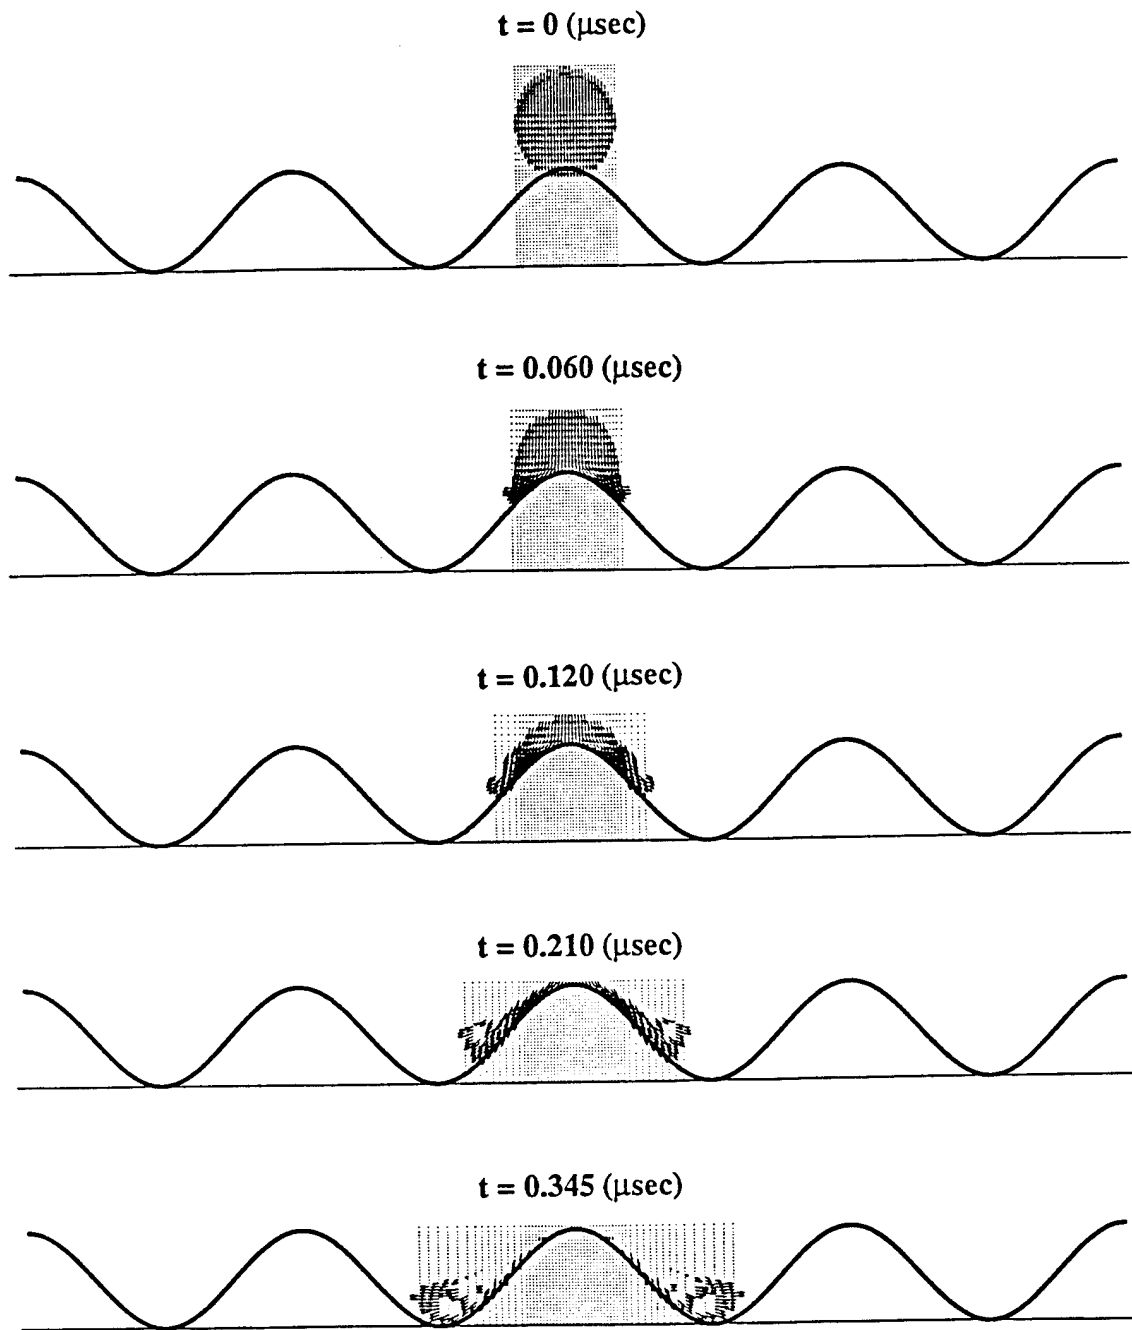 t = 0 (μsec)
t = 0.060 (μsec)
t = 0.120 (μsec)
t = 0.210 (μsec)
t = 0.345 (μsec)